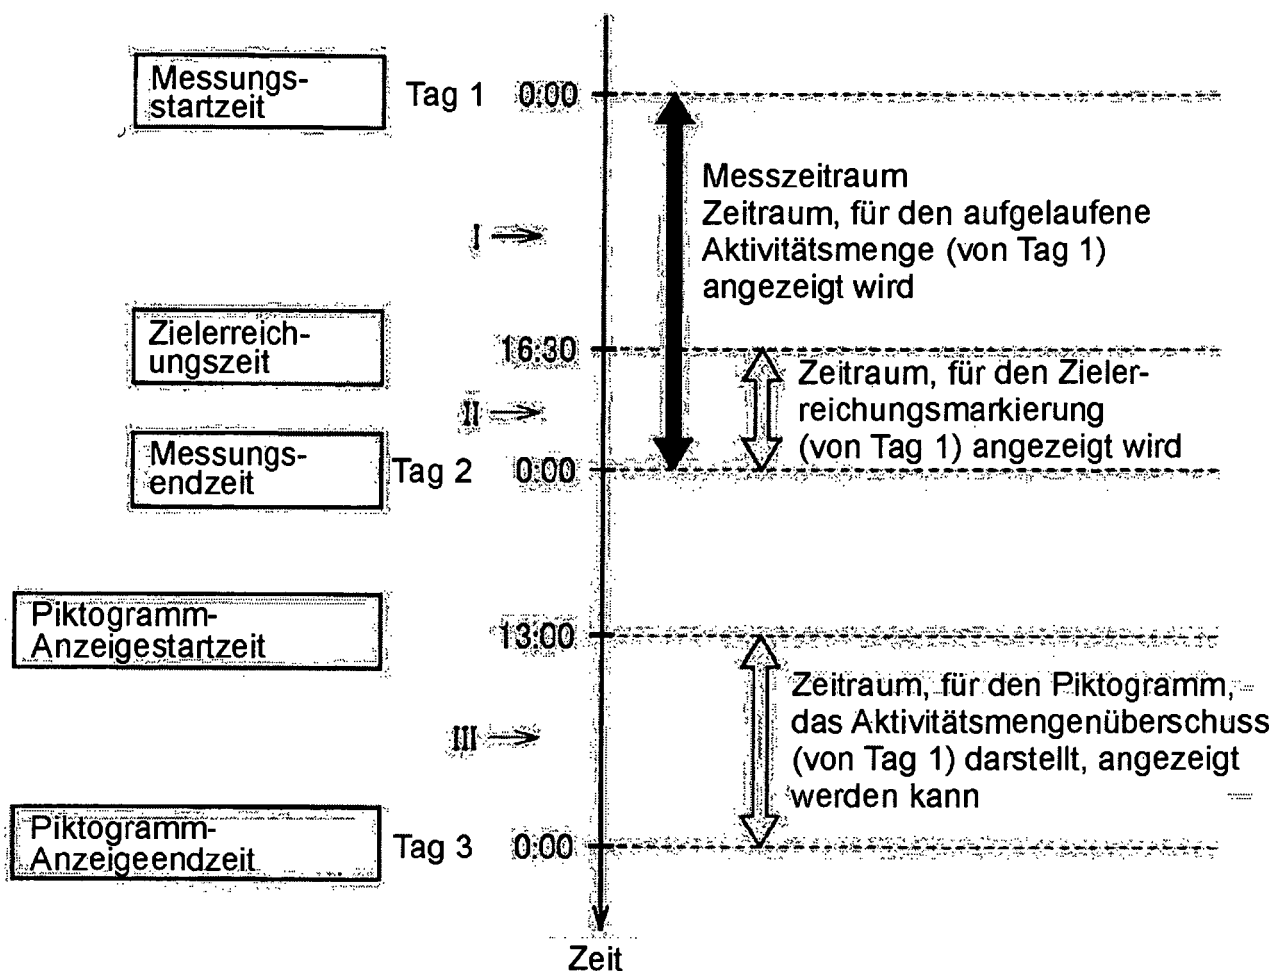 Messungs-
startzeit
Tag 1 0:00
Messzeitraum
Zeitraum, für den aufgelaufene
Aktivitätsmenge (von Tag 1)
angezeigt wird
I
Zielerreich-
ungszeit
16:30
Zeitraum, für den Zieler-
reichungsmarkierung
(von Tag 1) angezeigt wird
II
Messungs-
endzeit
Tag 2 0:00
Piktogramm-
Anzeigestartzeit
13:00
Zeitraum, für den Piktogramm,
das Aktivitätsmengenüberschuss
(von Tag 1) darstellt, angezeigt
werden kann
III
Piktogramm-
Anzeigeendzeit
Tag 3 0:00
Zeit